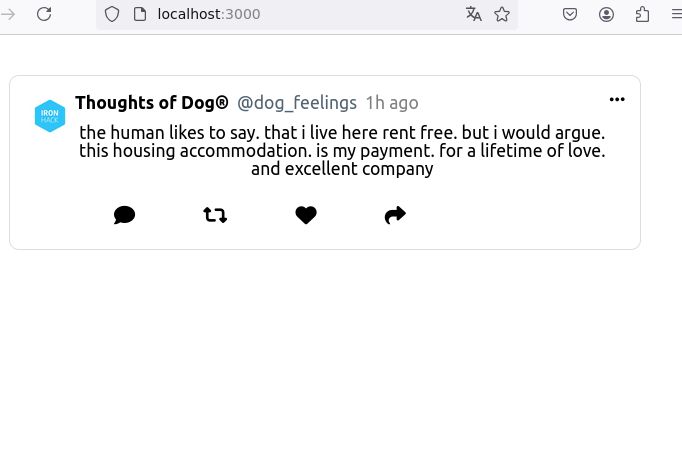 localhost:3000
IRON
HACK
Thoughts of Dog® @dog_feelings 1h ago
the human likes to say. that i live here rent free. but i would argue.
this housing accommodation. is my payment. for a lifetime of love.
and excellent company